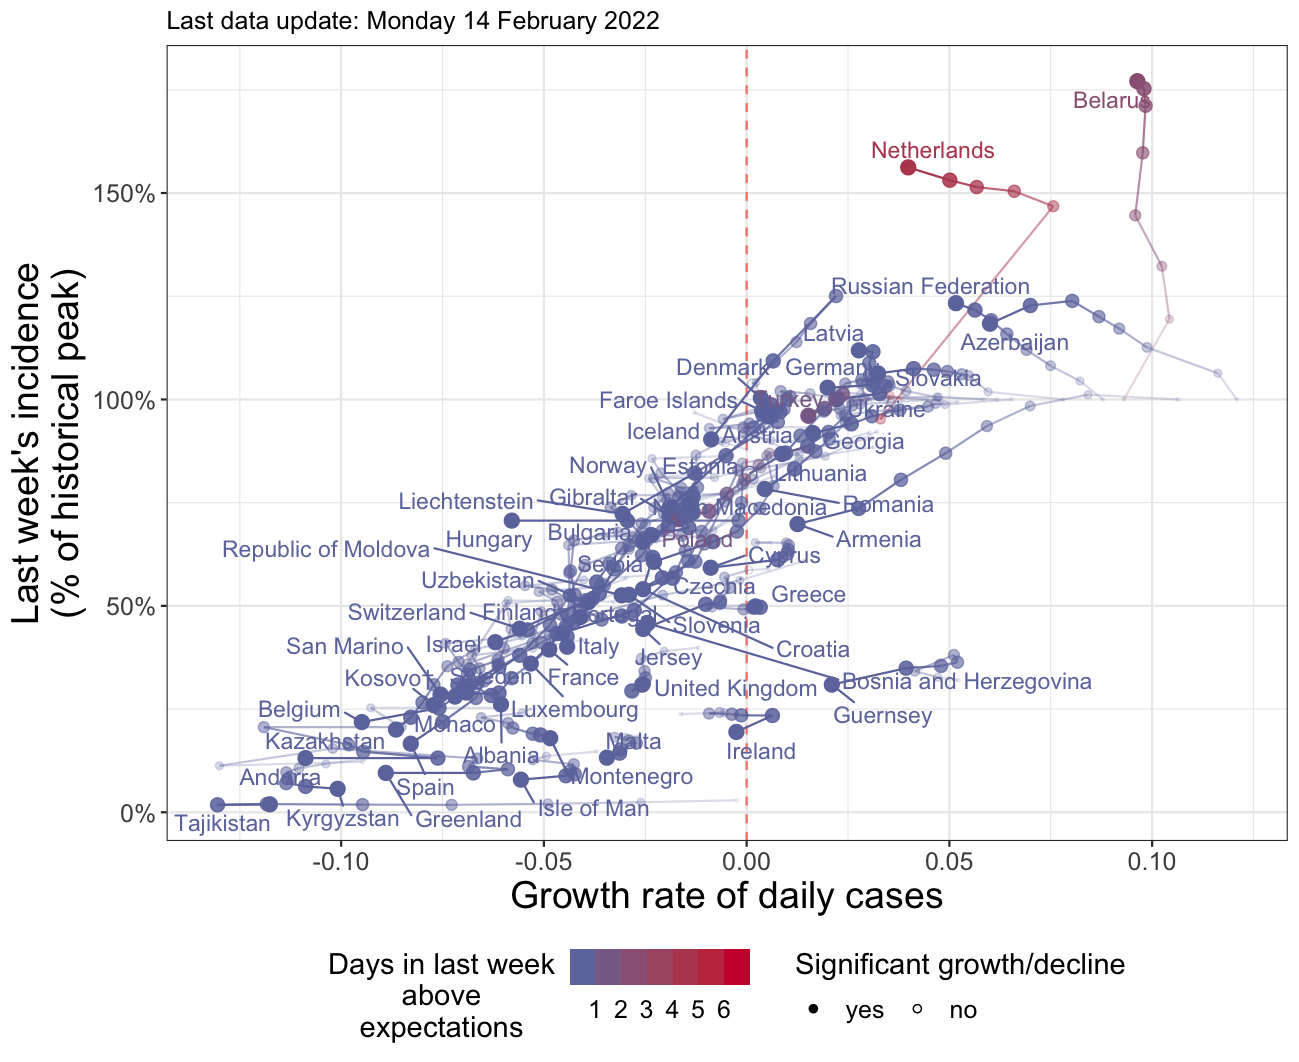 Last data update: Monday 14 February 2022
Last week's incidence
(% of historical peak)
150%
100%
50%
0%
Belarus
Netherlands
Russian Federation
Latvia
Azerbaijan
Denmark
Germany
Slovakia
Faroe Islands
Turkey
Ukraine
Iceland
Austria
Georgia
Norway
Estonia
Lithuania
Liechtenstein
Gibraltar
Macedonia
Romania
Hungary
Bulgaria
Poland
Armenia
Republic of Moldova
Serbia
Cyprus
Uzbekistan
Czechia
Greece
Switzerland
Finland
Portugal
Slovenia
San Marino
Israel
Italy
Jersey
Croatia
Kosovo†
Sweden
France
United Kingdom
Bosnia and Herzegovina
Belgium
Luxembourg
Guernsey
Monaco
Kazakhstan
Albania
Malta
Ireland
Andorra
Spain
Montenegro
Tajikistan
Kyrgyzstan
Greenland
Isle of Man
-0.10
-0.05
0.00
0.05
0.10
Growth rate of daily cases
Days in last week
above
expectations
1 2 3 4 5 6
Significant growth/decline
yes
no